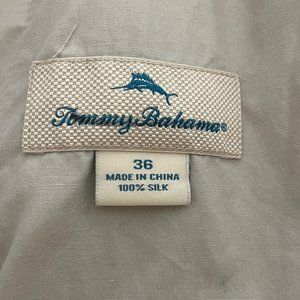 Tommy Bahama®
36
MADE IN CHINA
100% SILK